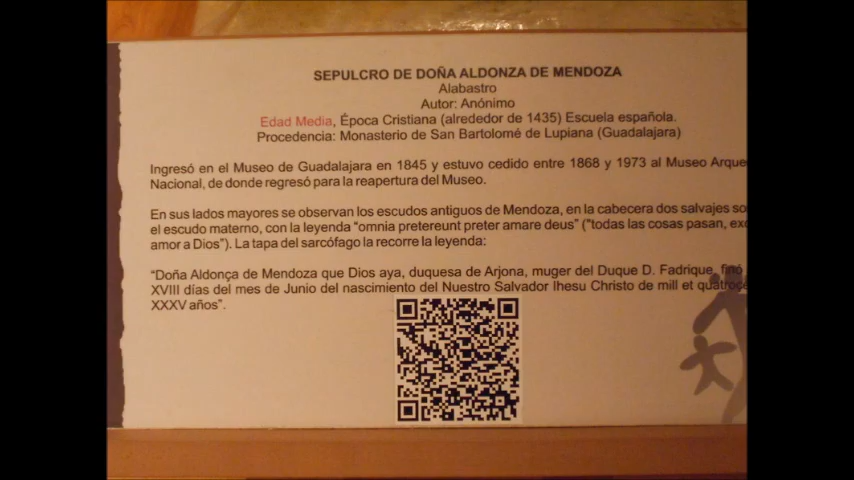 SEPULCRO DE DOÑA ALDONZA DE MENDOZA
Alabastro
Autor: Anónimo
Edad Media, Época Cristiana (alrededor de 1435) Escuela española.
Procedencia: Monasterio de San Bartolomé de Lupiana (Guadalajara)
Ingresó en el Museo de Guadalajara en 1845 y estuvo cedido entre 1868 y 1973 al Museo Arque
Nacional, de donde regresó para la reapertura del Museo.
En sus lados mayores se observan los escudos antiguos de Mendoza, en la cabecera dos salvajes so
el escudo materno, con la leyenda “omnia pretereunt preter amare deus” (“todas las cosas pasan, exc
amor a Dios”). La tapa del sarcófago la recorre la leyenda:
“Doña Aldonça de Mendoza que Dios aya, duquesa de Arjona, muger del Duque D. Fadrique, finó
XVIII días del mes de Junio del nascimiento del Nuestro Salvador Ihesu Christo de mill et quatroçe
XXXV años”.